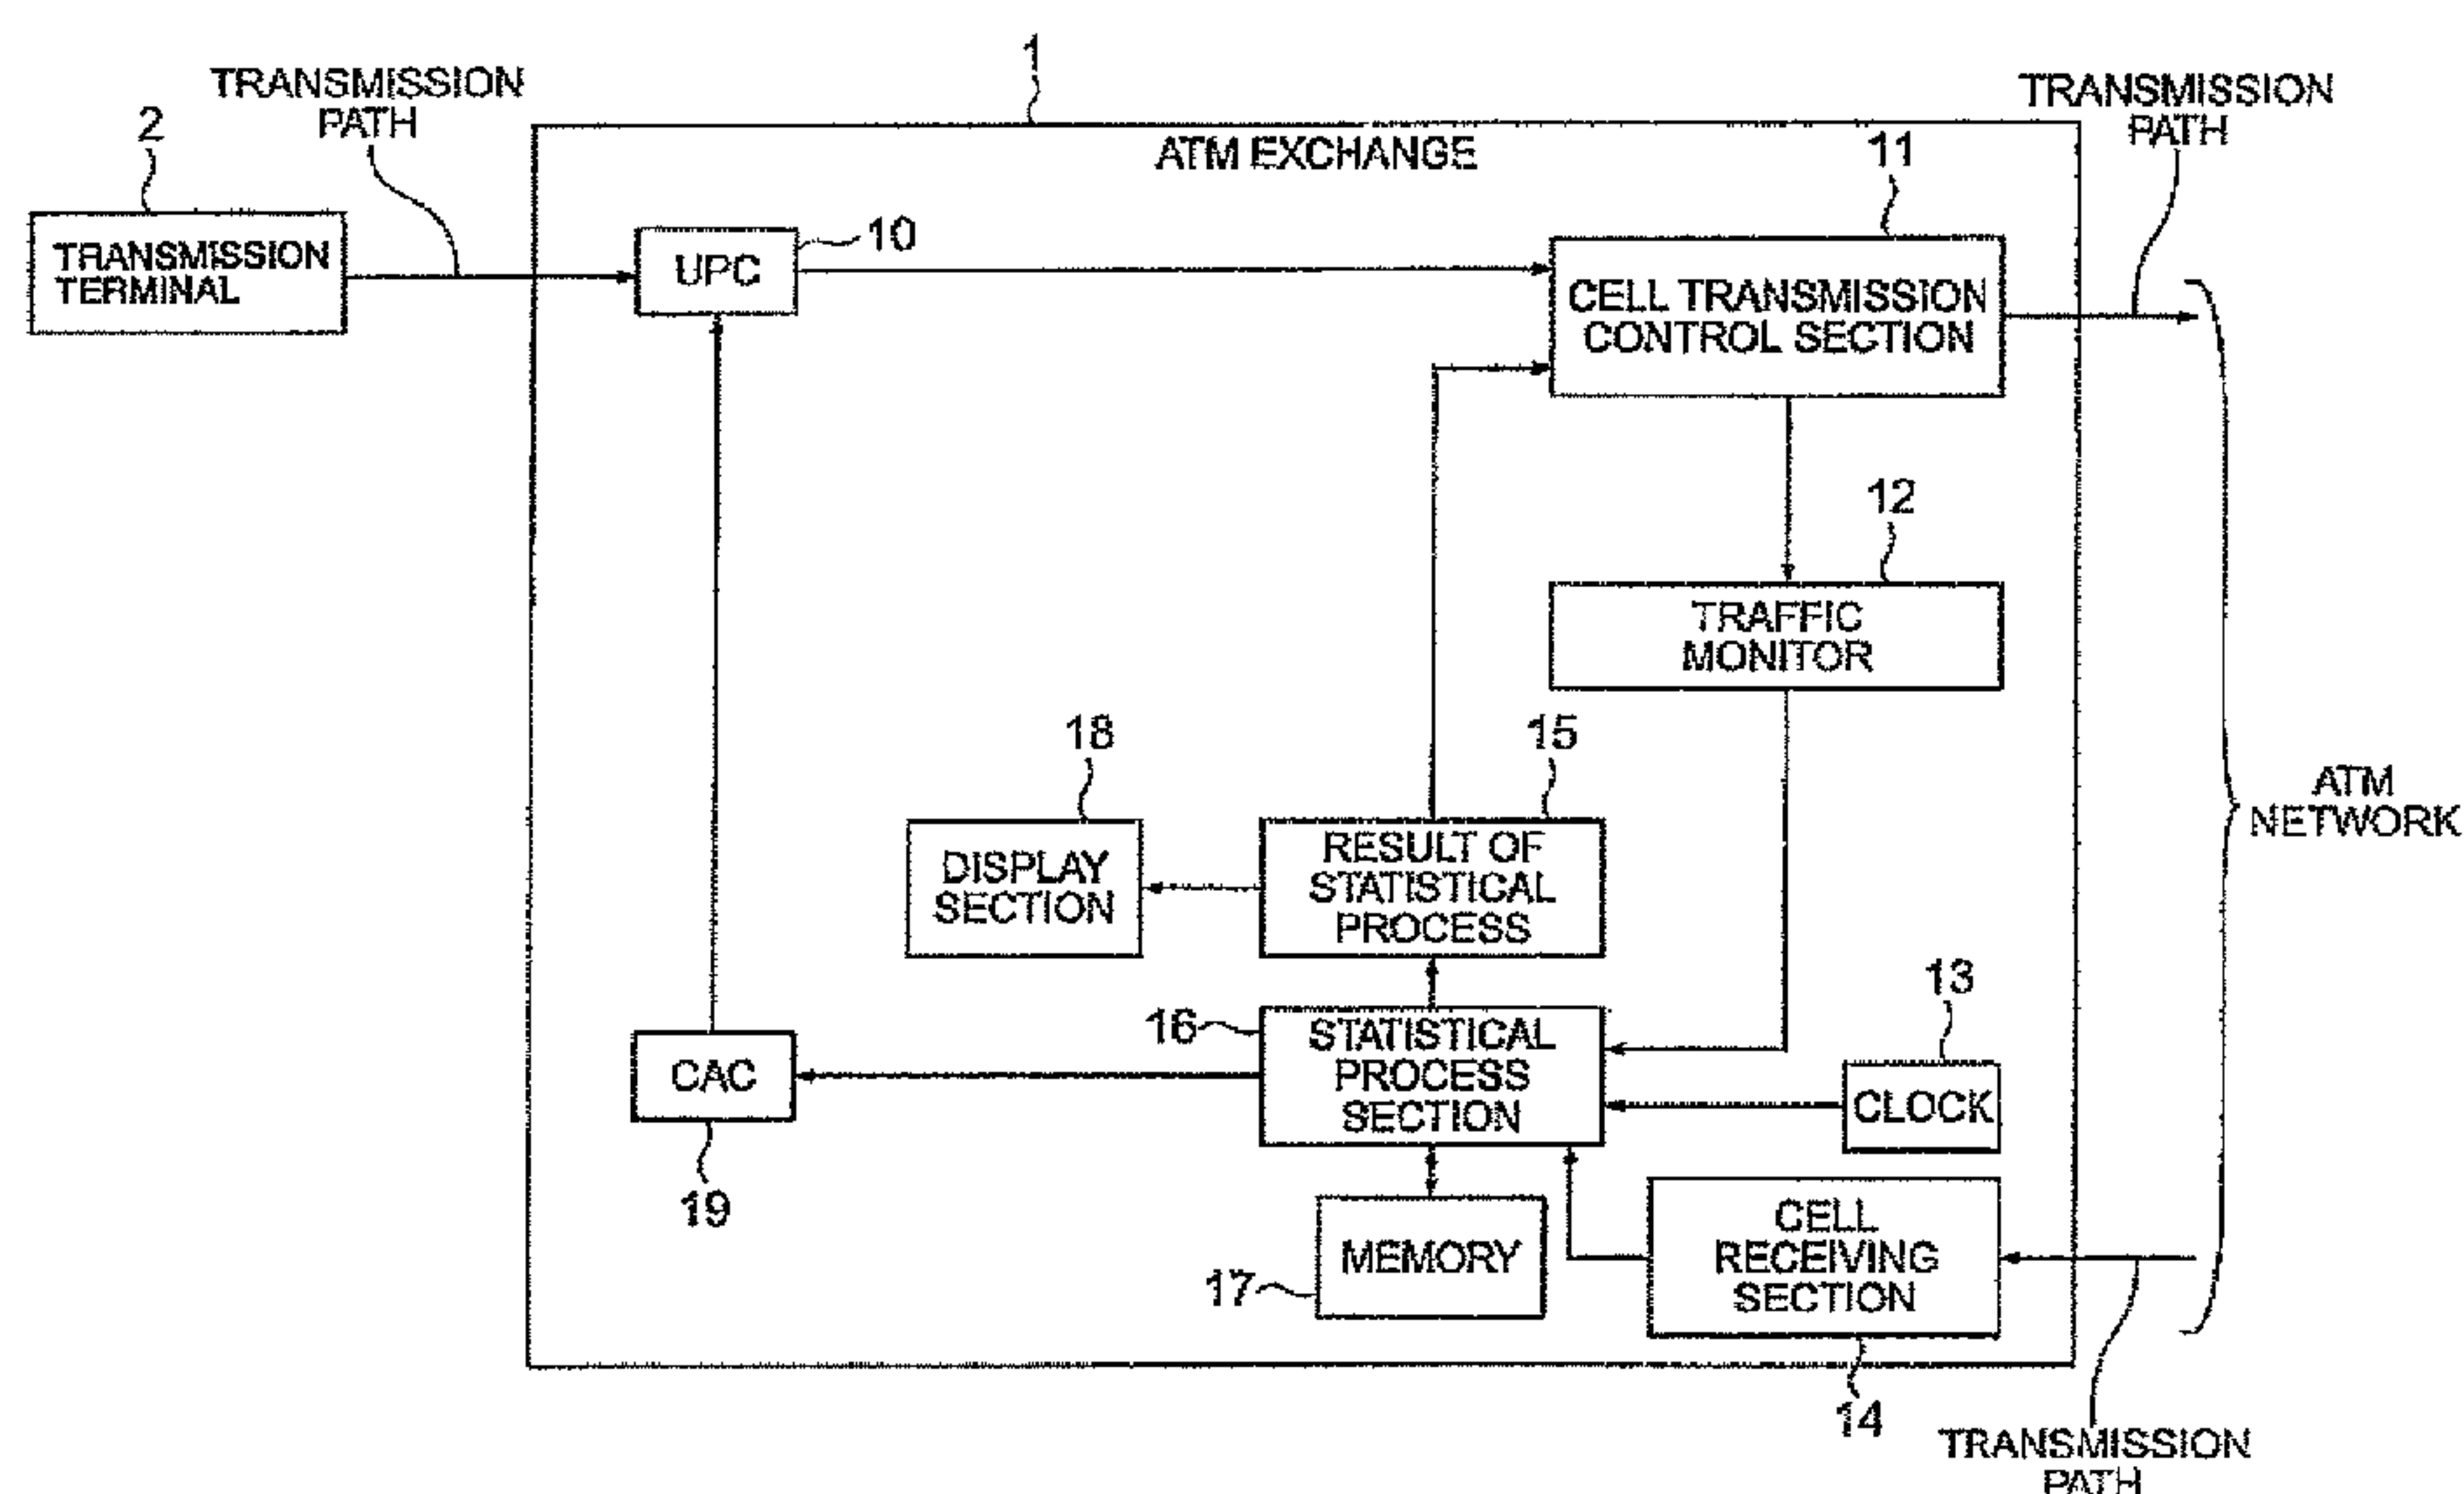 1
TRANSMISSION
PATH
2
TRANSMISSION
TERMINAL
ATM EXCHANGE
10
UPC
11
CELL TRANSMISSION
CONTROL SECTION
TRANSMISSION
PATH
12
TRAFFIC
MONITOR
18
DISPLAY
SECTION
15
RESULT OF
STATISTICAL
PROCESS
ATM
NETWORK
16
STATISTICAL
PROCESS
SECTION
13
CLOCK
CAC
19
17
MEMORY
CELL
RECEIVING
SECTION
14
TRANSMISSION
PATH